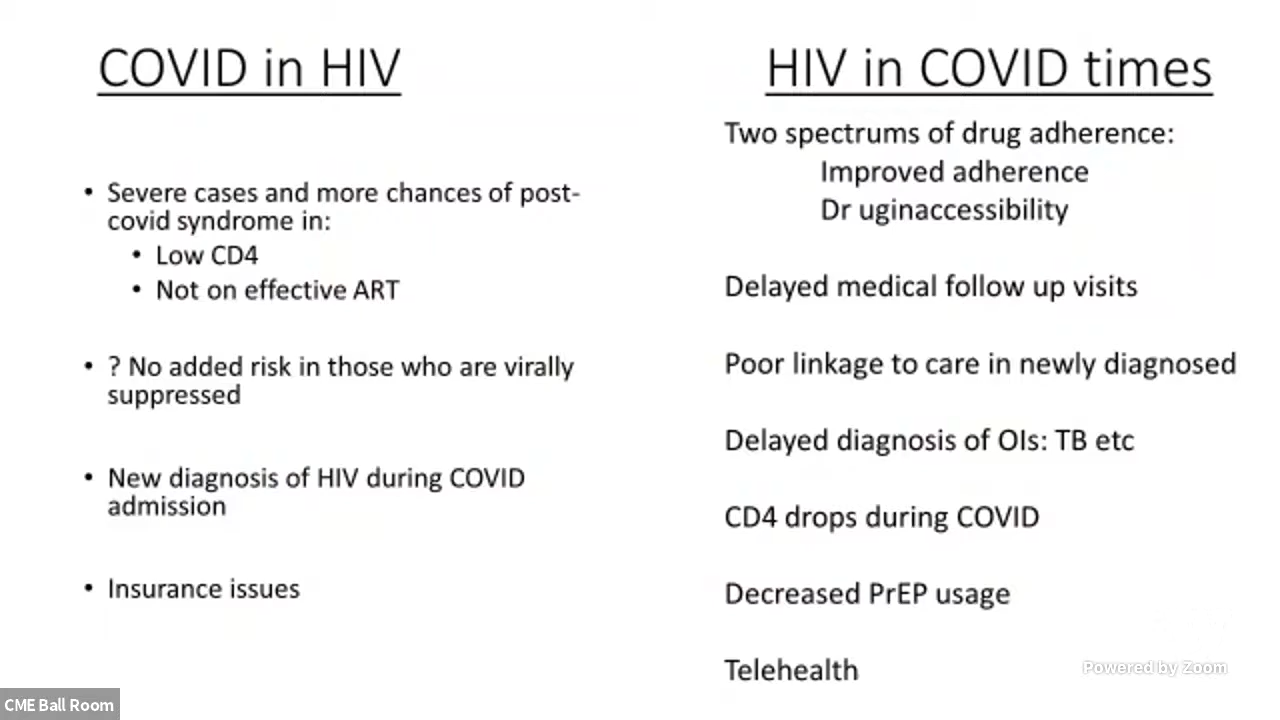 COVID in HIV
• Severe cases and more chances of post-
covid syndrome in:
• Low CD4
• Not on effective ART
• ? No added risk in those who are virally
suppressed
• New diagnosis of HIV during COVID
admission
• Insurance issues
HIV in COVID times
Two spectrums of drug adherence:
Improved adherence
Dr uginaccessibility
Delayed medical follow up visits
Poor linkage to care in newly diagnosed
Delayed diagnosis of OIs: TB etc
CD4 drops during COVID
Decreased PrEP usage
Telehealth
Powered by Zoom
CME Ball Room